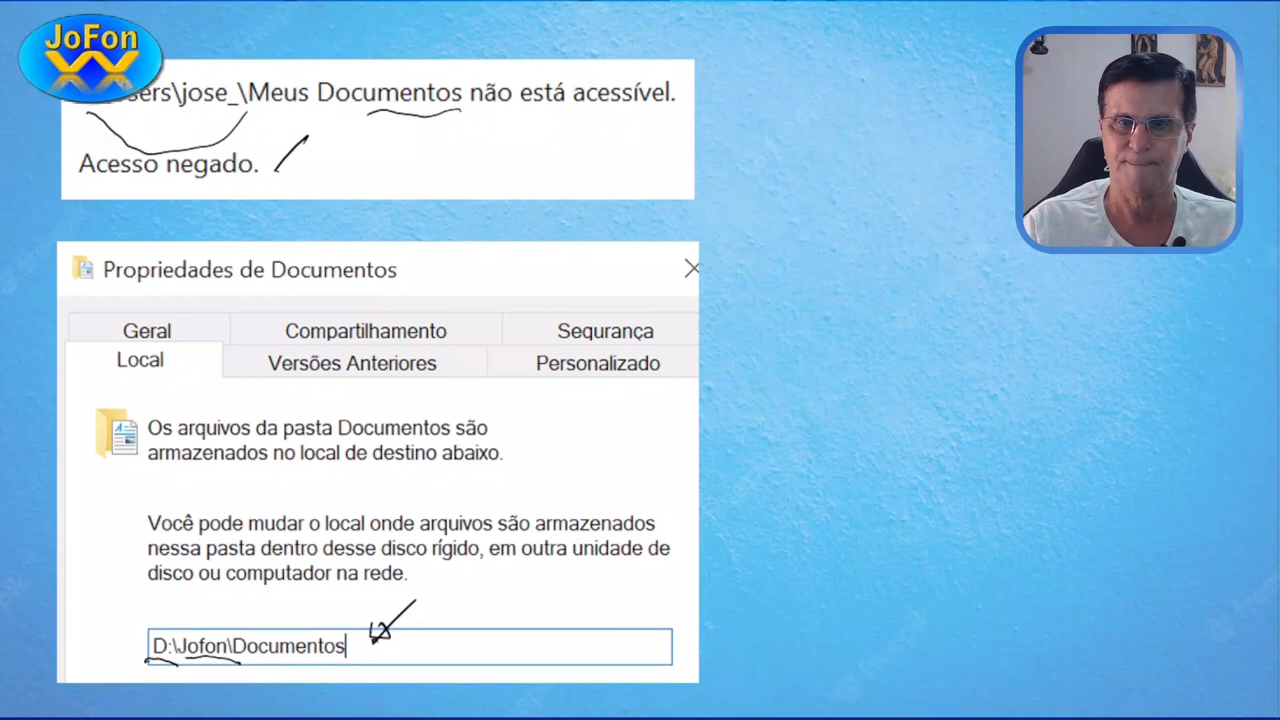 JoFon
sers\jose_\Meus Documentos não está acessível.
Acesso negado.
Propriedades de Documentos
Geral Compartilhamento Segurança
Local Versões Anteriores Personalizado
Os arquivos da pasta Documentos são
armazenados no local de destino abaixo.
Você pode mudar o local onde arquivos são armazenados
nessa pasta dentro desse disco rígido, em outra unidade de
disco ou computador na rede.
D:\Jofon\Documentos